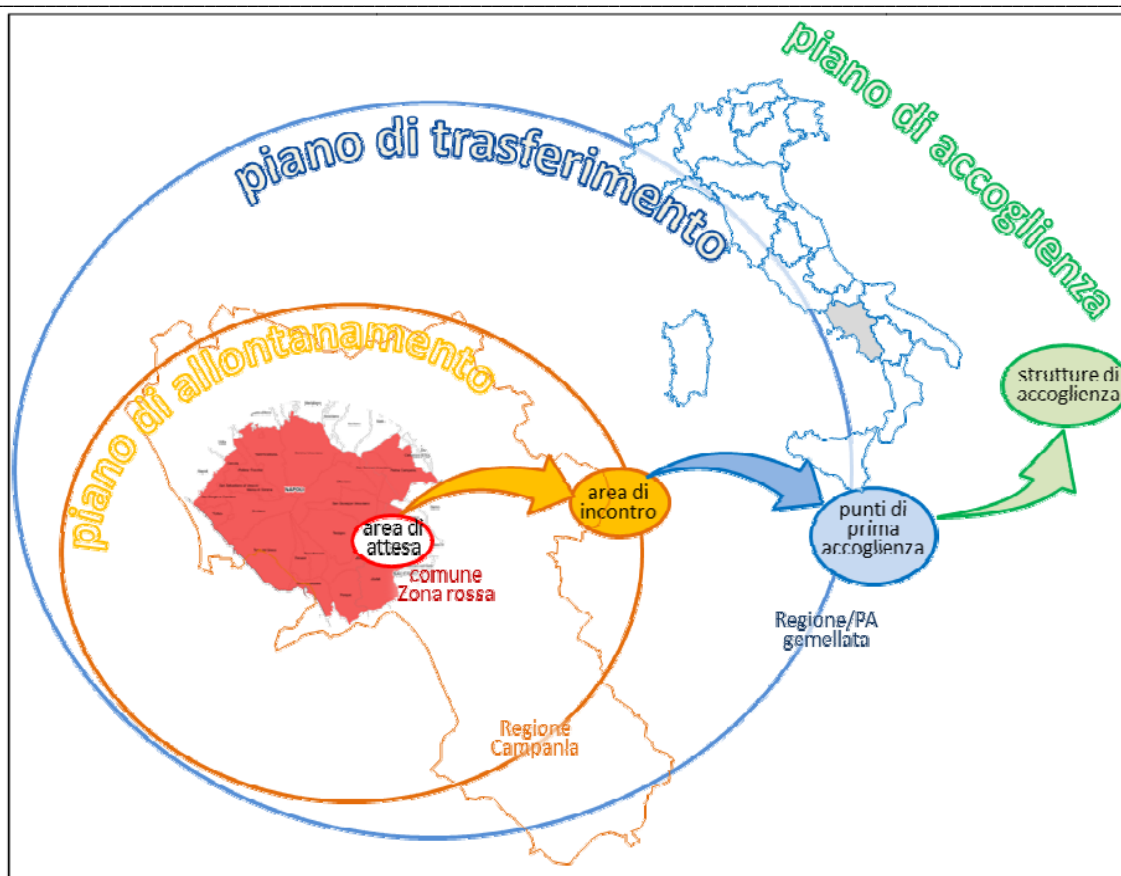 piano di accoglienza
piano di trasferimento
piano di allontanamento
strutture di
accoglienza
area di
incontro
punti di
prima
accoglienza
area di
attesa
comune
Zona rossa
NAPOLI
Regione/PA
gemellata
Regione
Campania